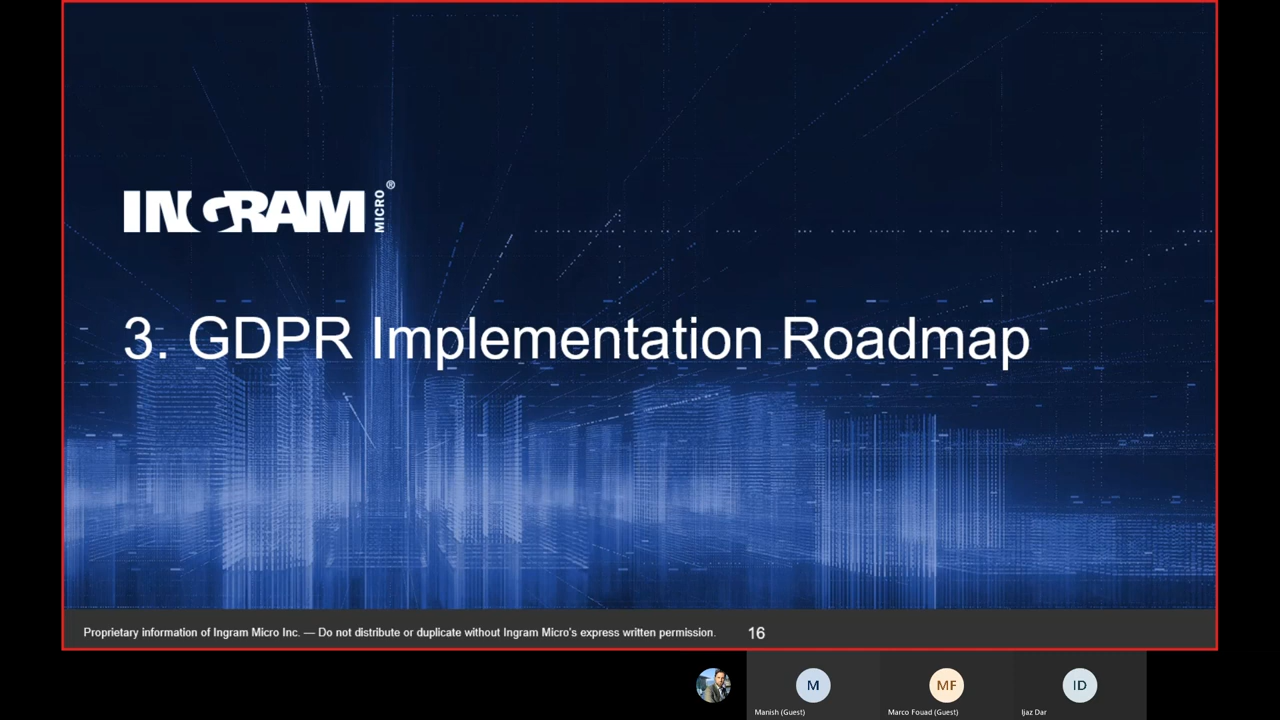 INGRAM MICRO®
3. GDPR Implementation Roadmap
Proprietary information of Ingram Micro Inc. — Do not distribute or duplicate without Ingram Micro's express written permission. 16
M MF ID
Manish (Guest) Marco Fouad (Guest) Ijaz Dar